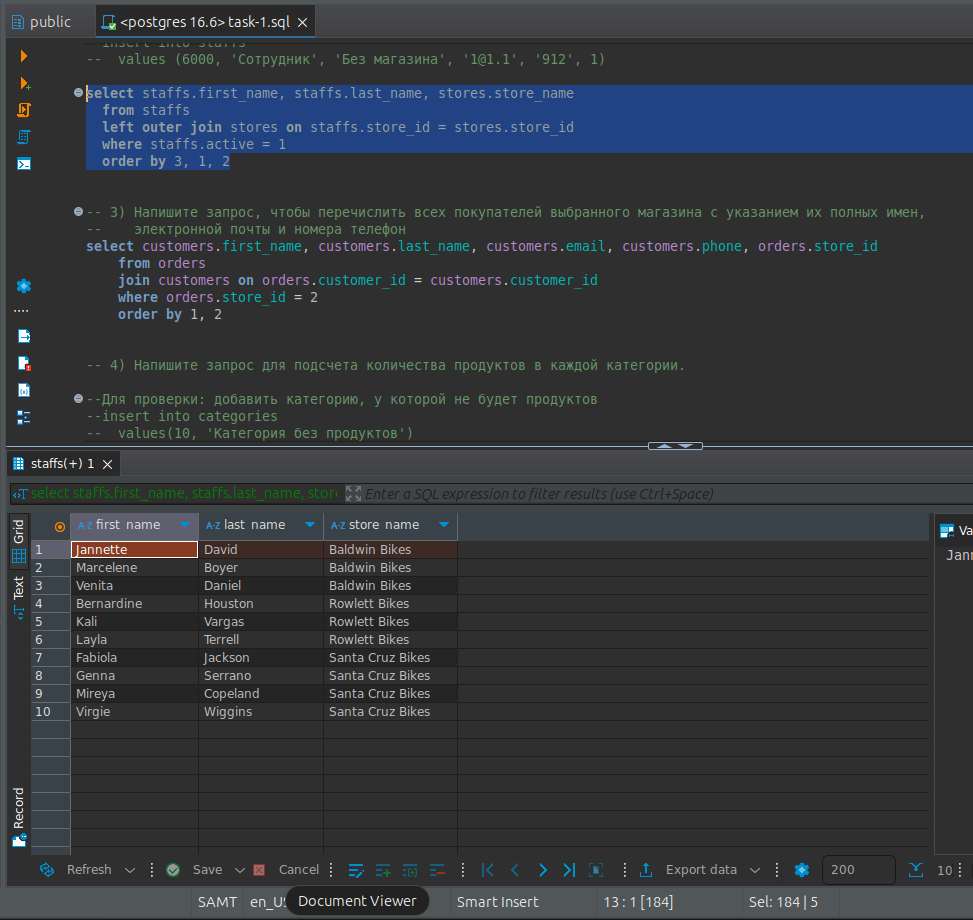 public
<postgres 16.6> task-1.sql
--insert into staffs
--  values (6000, 'Сотрудник', 'Без магазина', '1@1.1', '912', 1)
select staffs.first_name, staffs.last_name, stores.store_name
from staffs
left outer join stores on staffs.store_id = stores.store_id
where staffs.active = 1
order by 3, 1, 2
-- 3) Напишите запрос, чтобы перечислить всех покупателей выбранного магазина с указанием их полных имен,
--    электронной почты и номера телефон
select customers.first_name, customers.last_name, customers.email, customers.phone, orders.store_id
from orders
join customers on orders.customer_id = customers.customer_id
where orders.store_id = 2
order by 1, 2
-- 4) Напишите запрос для подсчета количества продуктов в каждой категории.
--Для проверки: добавить категорию, у которой не будет продуктов
--insert into categories
--  values(10, 'Категория без продуктов')
staffs(+) 1
select staffs.first_name, staffs.last_name, store Enter a SQL expression to filter results (use Ctrl+Space)
Grid
Text
Record
A-Z first name A-Z last name A-Z store name
1 Jannette David Baldwin Bikes
2 Marcelene Boyer Baldwin Bikes
3 Venita Daniel Baldwin Bikes
4 Bernardine Houston Rowlett Bikes
5 Kali Vargas Rowlett Bikes
6 Layla Terrell Rowlett Bikes
7 Fabiola Jackson Santa Cruz Bikes
8 Genna Serrano Santa Cruz Bikes
9 Mireya Copeland Santa Cruz Bikes
10 Virgie Wiggins Santa Cruz Bikes
Va
Jann
Refresh Save Cancel Export data 200 10
SAMT en_US Document Viewer Smart Insert 13 : 1 [184] Sel: 184 | 5